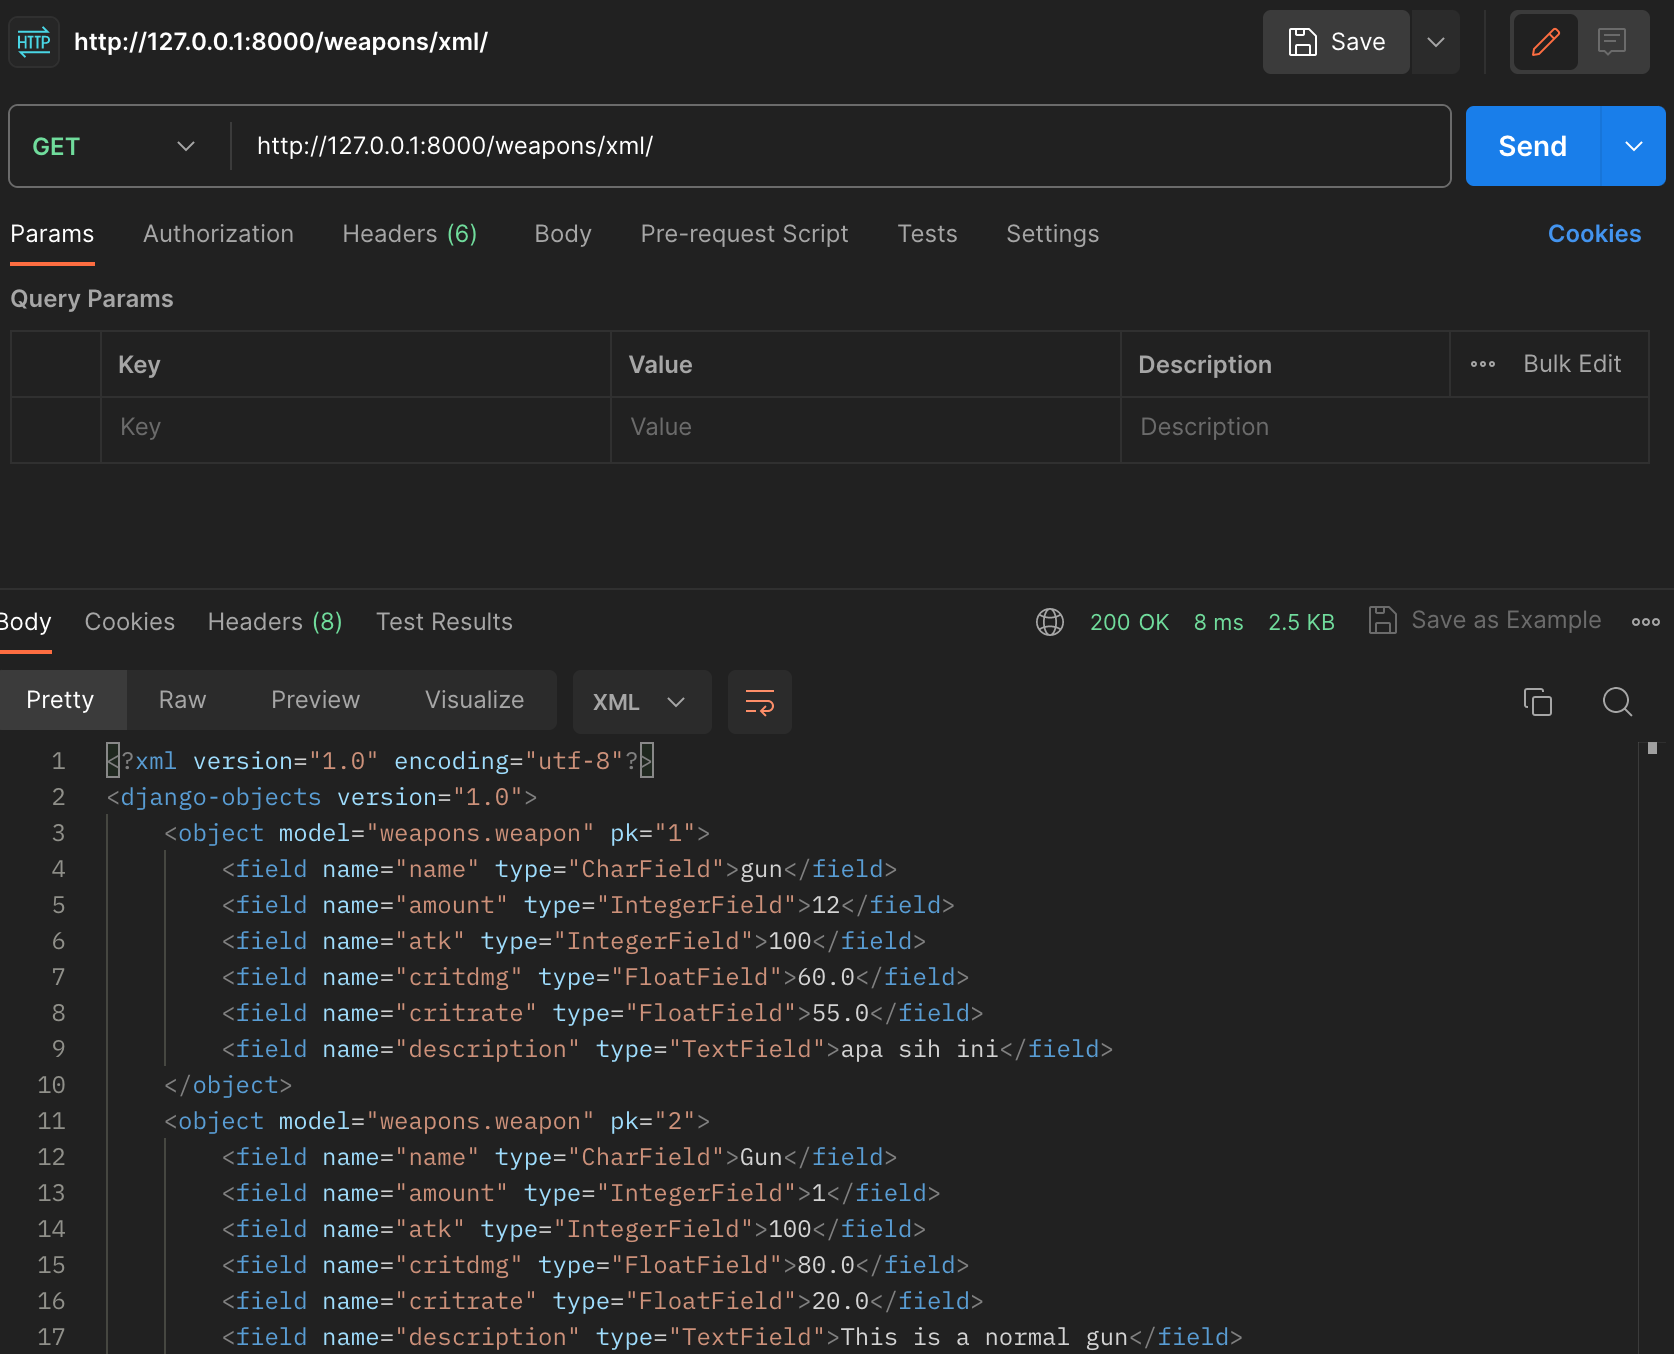 HTTP http://127.0.0.1:8000/weapons/xml/ Save
GET http://127.0.0.1:8000/weapons/xml/ Send
Params Authorization Headers (6) Body Pre-request Script Tests Settings Cookies
Query Params
Key Value Description Bulk Edit
Key Value Description
Body Cookies Headers (8) Test Results 200 OK 8 ms 2.5 KB Save as Example
Pretty Raw Preview Visualize XML
1 <?xml version="1.0" encoding="utf-8"?>
2 <django-objects version="1.0">
3 <object model="weapons.weapon" pk="1">
4 <field name="name" type="CharField">gun</field>
5 <field name="amount" type="IntegerField">12</field>
6 <field name="atk" type="IntegerField">100</field>
7 <field name="critdmg" type="FloatField">60.0</field>
8 <field name="critrate" type="FloatField">55.0</field>
9 <field name="description" type="TextField">apa sih ini</field>
10 </object>
11 <object model="weapons.weapon" pk="2">
12 <field name="name" type="CharField">Gun</field>
13 <field name="amount" type="IntegerField">1</field>
14 <field name="atk" type="IntegerField">100</field>
15 <field name="critdmg" type="FloatField">80.0</field>
16 <field name="critrate" type="FloatField">20.0</field>
17 <field name="description" type="TextField">This is a normal gun</field>